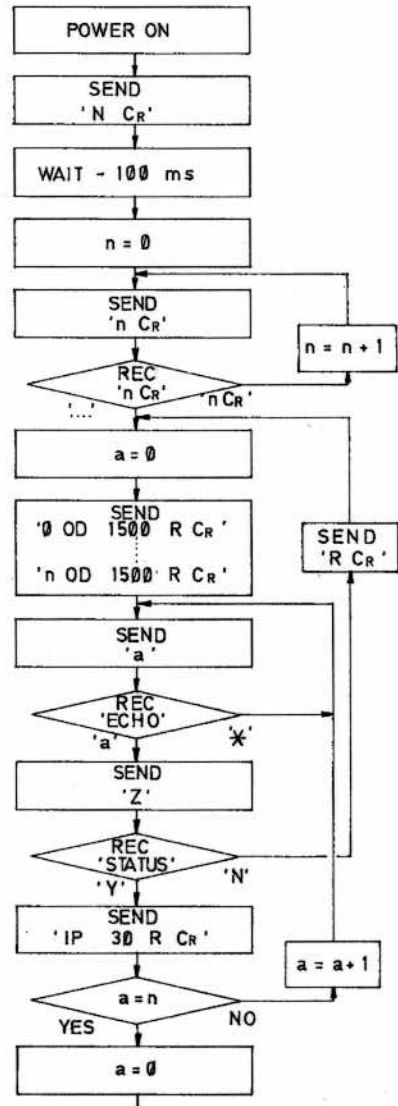 POWER ON
SEND
'N CR'
WAIT ~ 100 ms
n = 0
SEND
'n CR'
n = n + 1
REC
'n CR'
'...'
'nCR'
a = 0
SEND
'0 OD 1500 R CR'
'n OD 1500 R CR'
SEND
'R CR'
SEND
'a'
REC
'ECHO'
'a'
'*'
SEND
'Z'
REC
'STATUS'
'Y'
'N'
SEND
'IP 30 R CR'
a = a + 1
a = n
YES
NO
a = 0